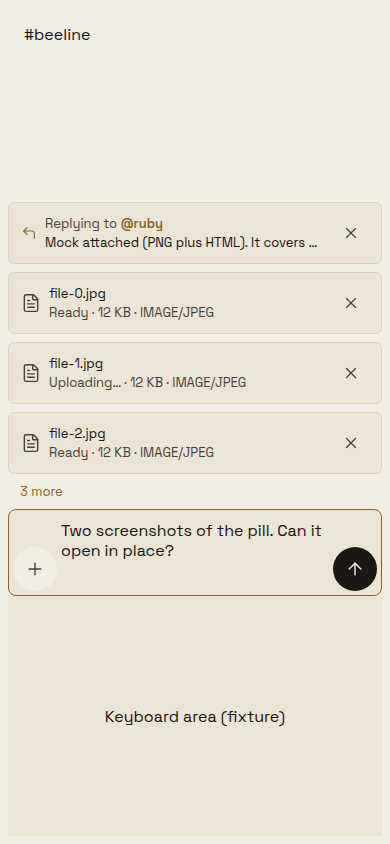 #beeline
Replying to @ruby
Mock attached (PNG plus HTML). It covers ...
file-0.jpg
Ready · 12 KB · IMAGE/JPEG
file-1.jpg
Uploading... · 12 KB · IMAGE/JPEG
file-2.jpg
Ready · 12 KB · IMAGE/JPEG
3 more
Two screenshots of the pill. Can it
open in place?
Keyboard area (fixture)